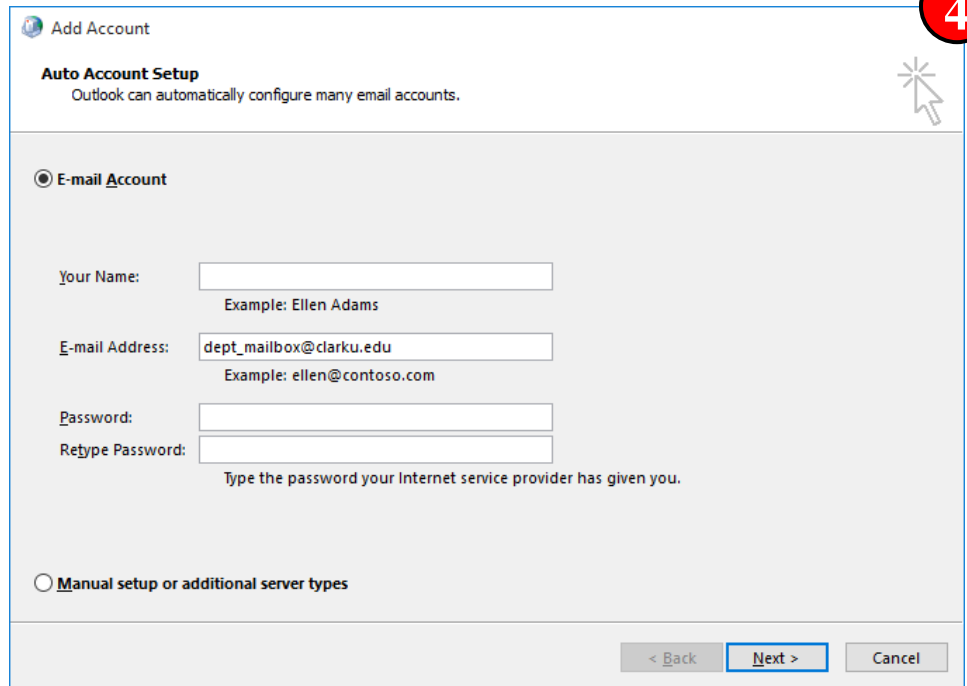 4
Add Account
Auto Account Setup
Outlook can automatically configure many email accounts.
E-mail Account
Your Name:
Example: Ellen Adams
E-mail Address: dept_mailbox@clarku.edu
Example: ellen@contoso.com
Password:
Retype Password:
Type the password your Internet service provider has given you.
Manual setup or additional server types
< Back Next > Cancel